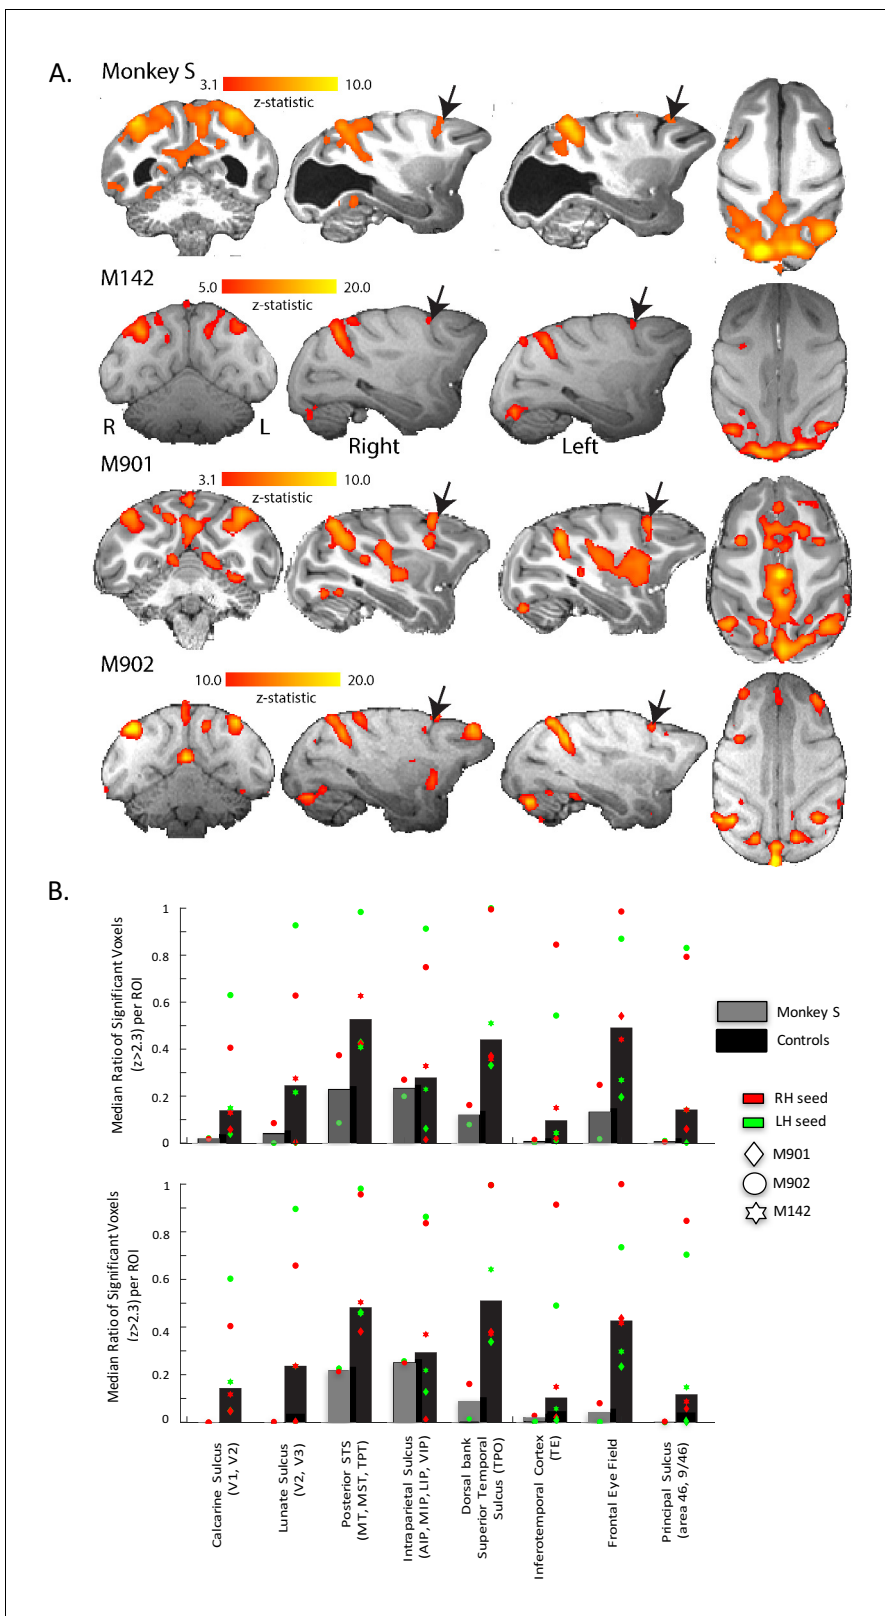 A.
Monkey S
3.1
10.0
z-statistic
M142
5.0
20.0
z-statistic
R
L
Right
Left
M901
3.1
10.0
z-statistic
M902
10.0
20.0
z-statistic
B.
Median Ratio of Significant Voxels
(z>2.3) per ROI
1
0.8
0.6
0.4
0.2
0
Monkey S
Controls
RH seed
LH seed
M901
M902
M142
Median Ratio of Significant Voxels
(z>2.3) per ROI
1
0.8
0.6
0.4
0.2
0
Calcarine Sulcus
(V1, V2)
Lunate Sulcus
(V2, V3)
Posterior STS
(MT, MST, TPT)
Intraparietal Sulcus
(AIP, MIP, LIP, VIP)
Dorsal bank
Superior Temporal
Sulcus (TPO)
Inferotemporal Cortex
(TE)
Frontal Eye Field
Principal Sulcus
(area 46, 9/46)